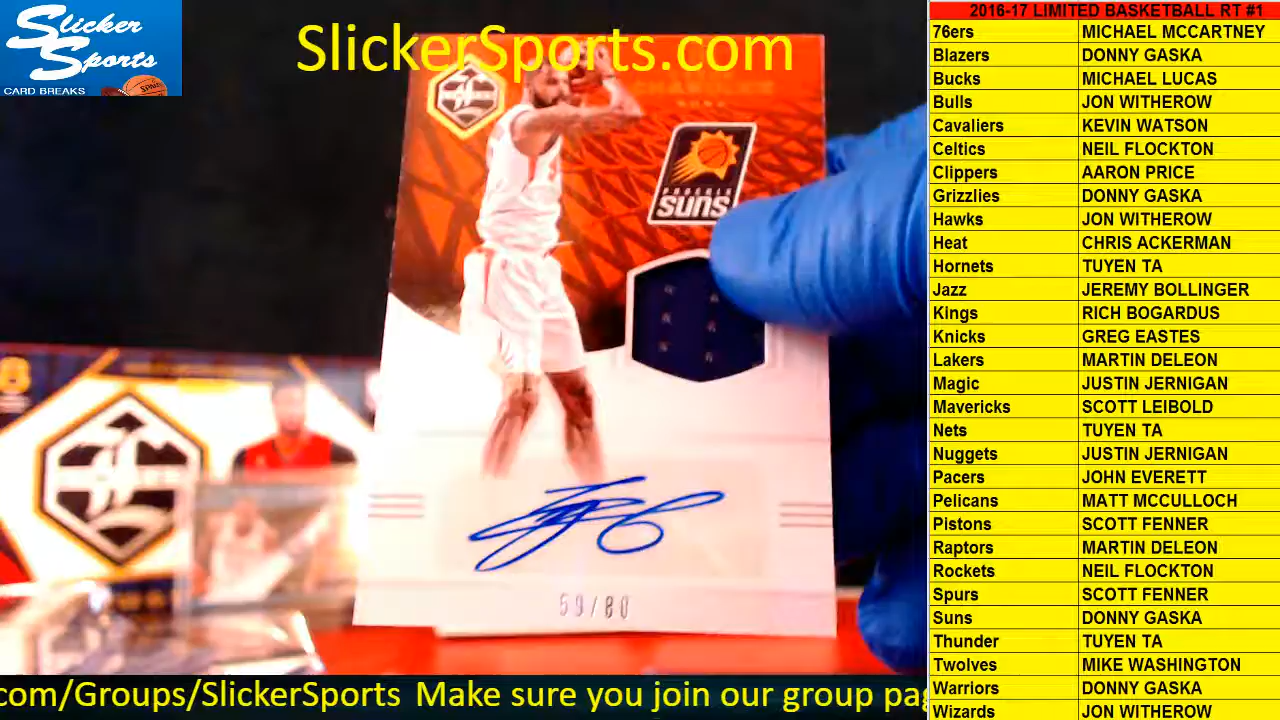 Slicker
Sports
CARD BREAKS
SlickerSports.com
CHANDLER
SUNS
PHOENIX
SUNS
59/80
com/Groups/SlickerSports Make sure you join our group pag
2016-17 LIMITED BASKETBALL RT #1
76ers MICHAEL MCCARTNEY
Blazers DONNY GASKA
Bucks MICHAEL LUCAS
Bulls JON WITHEROW
Cavaliers KEVIN WATSON
Celtics NEIL FLOCKTON
Clippers AARON PRICE
Grizzlies DONNY GASKA
Hawks JON WITHEROW
Heat CHRIS ACKERMAN
Hornets TUYEN TA
Jazz JEREMY BOLLINGER
Kings RICH BOGARDUS
Knicks GREG EASTES
Lakers MARTIN DELEON
Magic JUSTIN JERNIGAN
Mavericks SCOTT LEIBOLD
Nets TUYEN TA
Nuggets JUSTIN JERNIGAN
Pacers JOHN EVERETT
Pelicans MATT MCCULLOCH
Pistons SCOTT FENNER
Raptors MARTIN DELEON
Rockets NEIL FLOCKTON
Spurs SCOTT FENNER
Suns DONNY GASKA
Thunder TUYEN TA
Twolves MIKE WASHINGTON
Warriors DONNY GASKA
Wizards JON WITHEROW